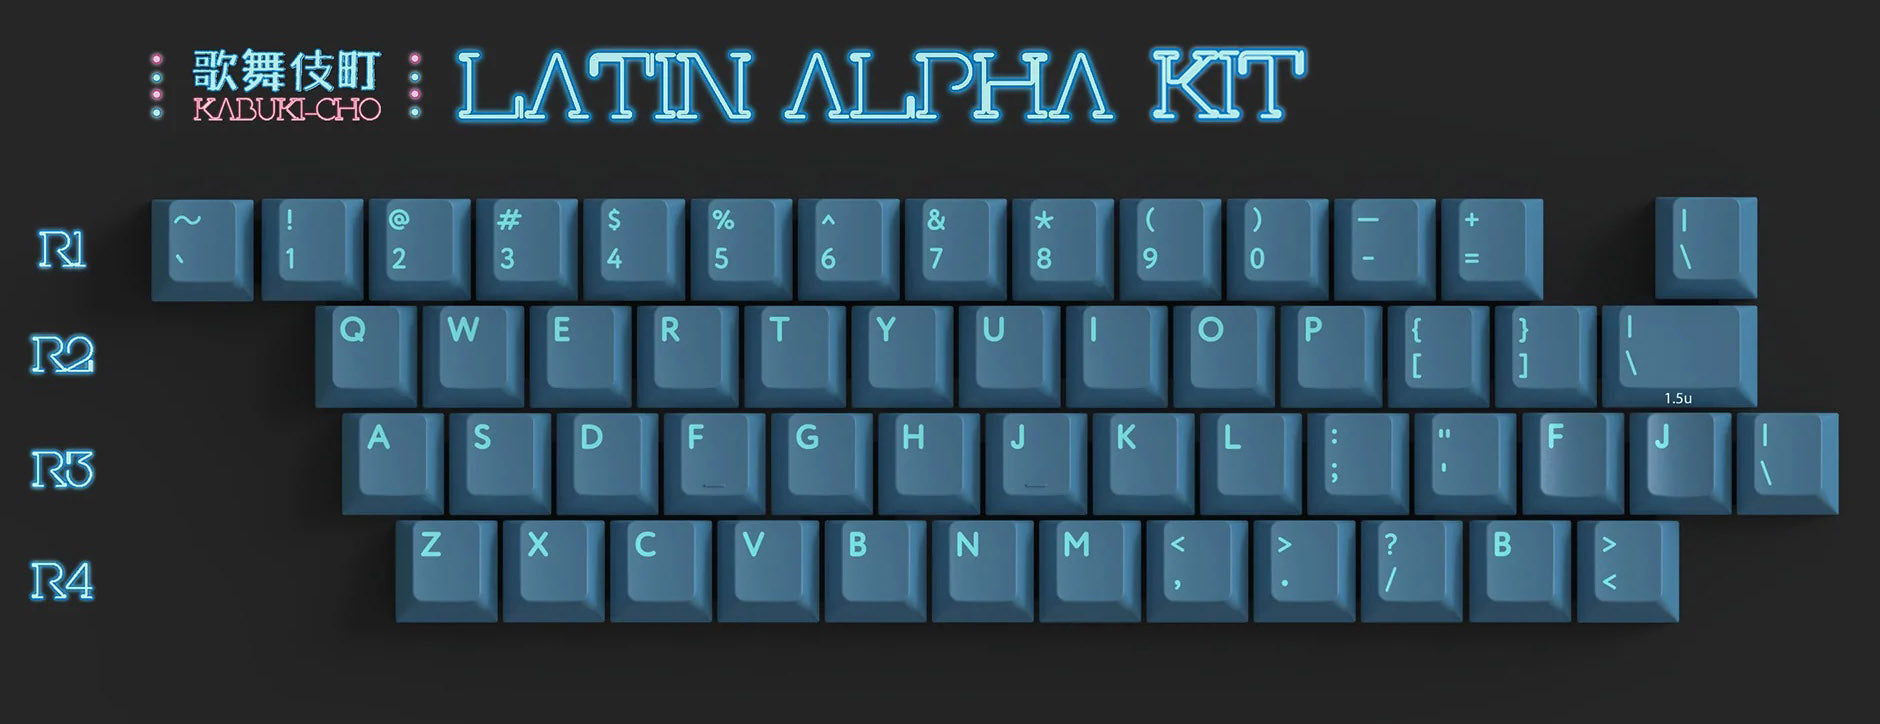 歌舞伎町
KABUKI-CHO
LATIN ALPHA KIT
R1
~ ! @ # $ % ^ & * ( ) — + |
` 1 2 3 4 5 6 7 8 9 0 - = \
R2
Q W E R T Y U I O P { } |
[ ] \
1.5u
R3
A S D F G H J K L : " F J |
; ' \
R4
Z X C V B N M < > ? B >
, . / <